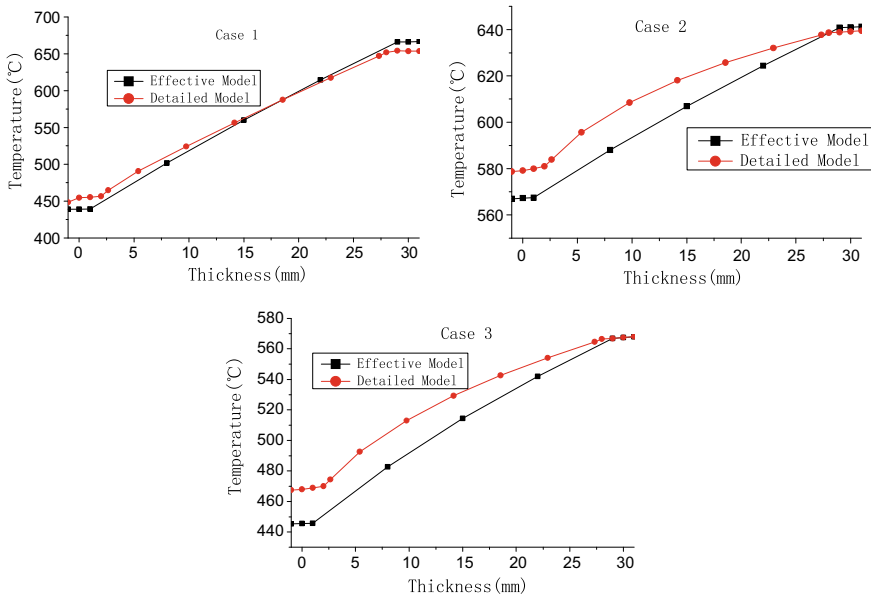 Case 1
Effective Model
Detailed Model
Temperature(℃)
700
650
600
550
500
450
400
0 5 10 15 20 25 30
Thickness(mm)
Case 2
Effective Model
Detailed Model
Temperature(℃)
640
620
600
580
560
0 5 10 15 20 25 30
Thickness(mm)
Case 3
Effective Model
Detailed Model
Temperature(℃)
580
560
540
520
500
480
460
440
0 5 10 15 20 25 30
Thickness(mm)